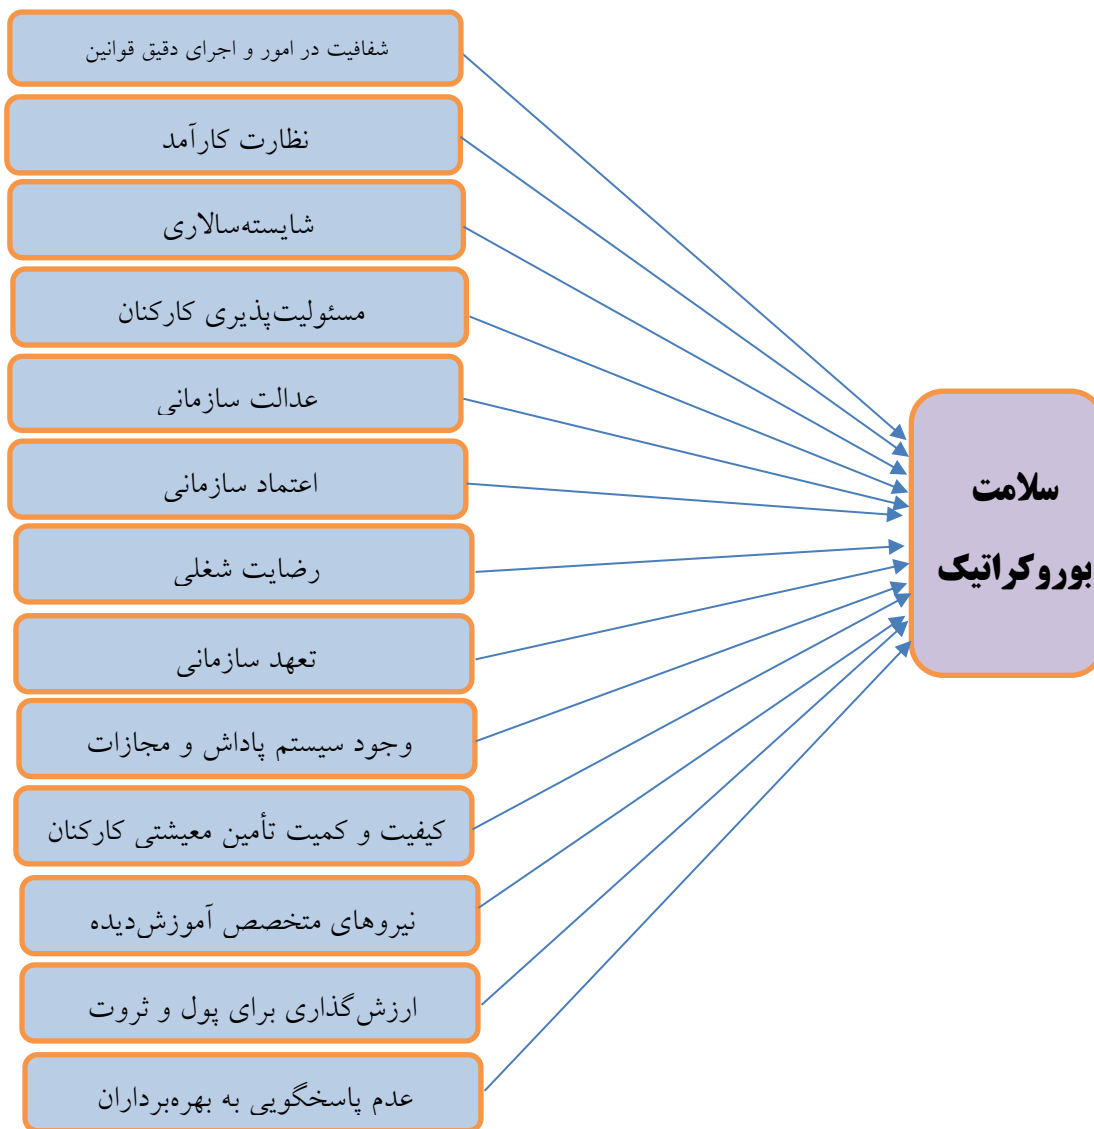 شفافیت در امور و اجرای دقیق قوانین
نظارت کارآمد
شایسته‌سالاری
مسئولیت‌پذیری کارکنان
عدالت سازمانی
اعتماد سازمانی
رضایت شغلی
تعهد سازمانی
وجود سیستم پاداش و مجازات
کیفیت و کمیت تأمین معیشتی کارکنان
نیروهای متخصص آموزش‌دیده
ارزش‌گذاری برای پول و ثروت
عدم پاسخگویی به بهره‌برداران
سلامت
بوروکراتیک